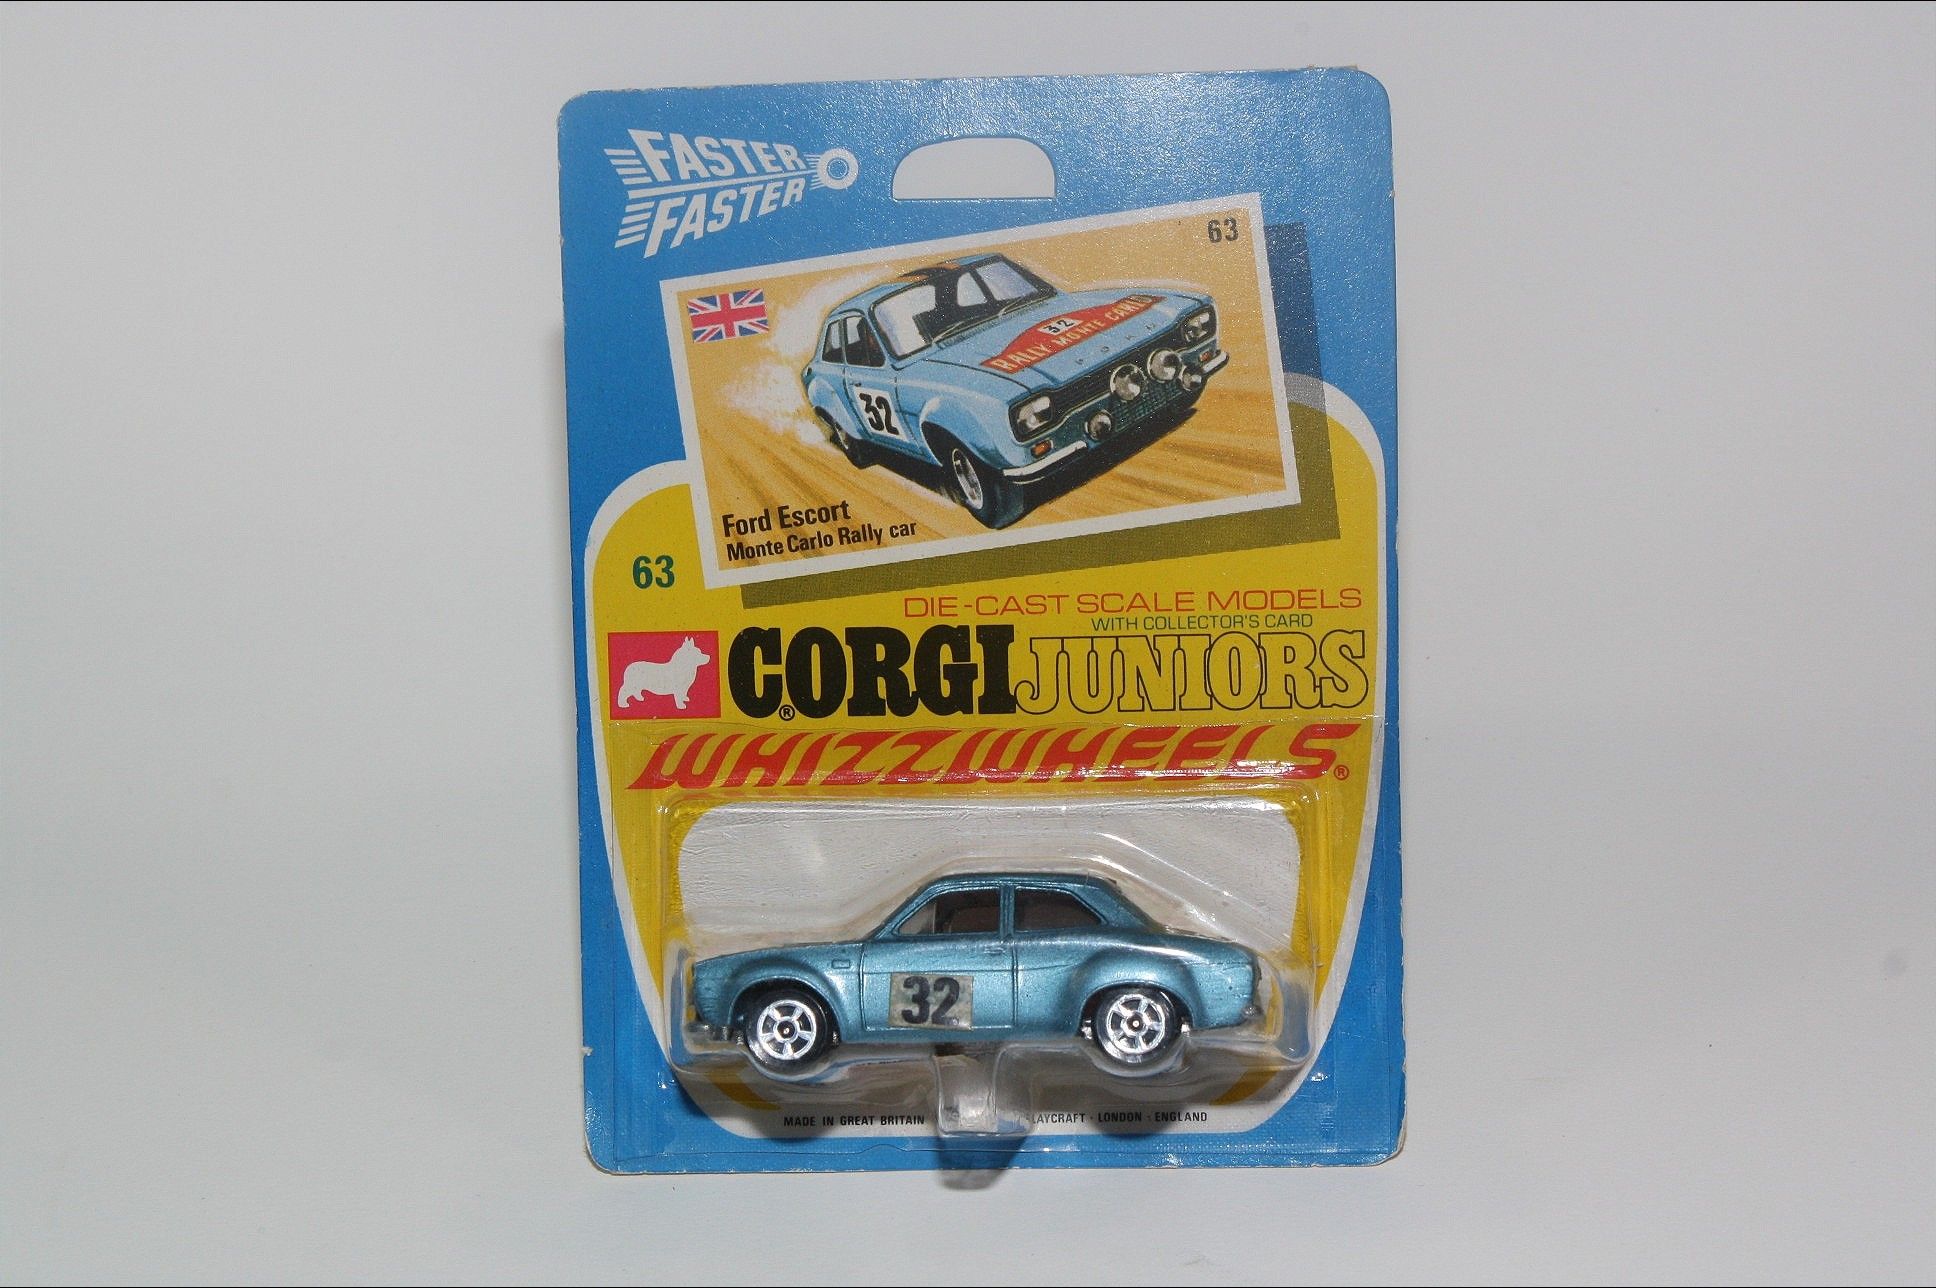 FASTER
FASTER
63
32
RALLY MONTE CARLO
FORD
32
Ford Escort
Monte Carlo Rally car
63
DIE-CAST SCALE MODELS
WITH COLLECTOR'S CARD
CORGI® JUNIORS
WHIZZWHEELS®
32
MADE IN GREAT BRITAIN · LONDON · ENGLAND